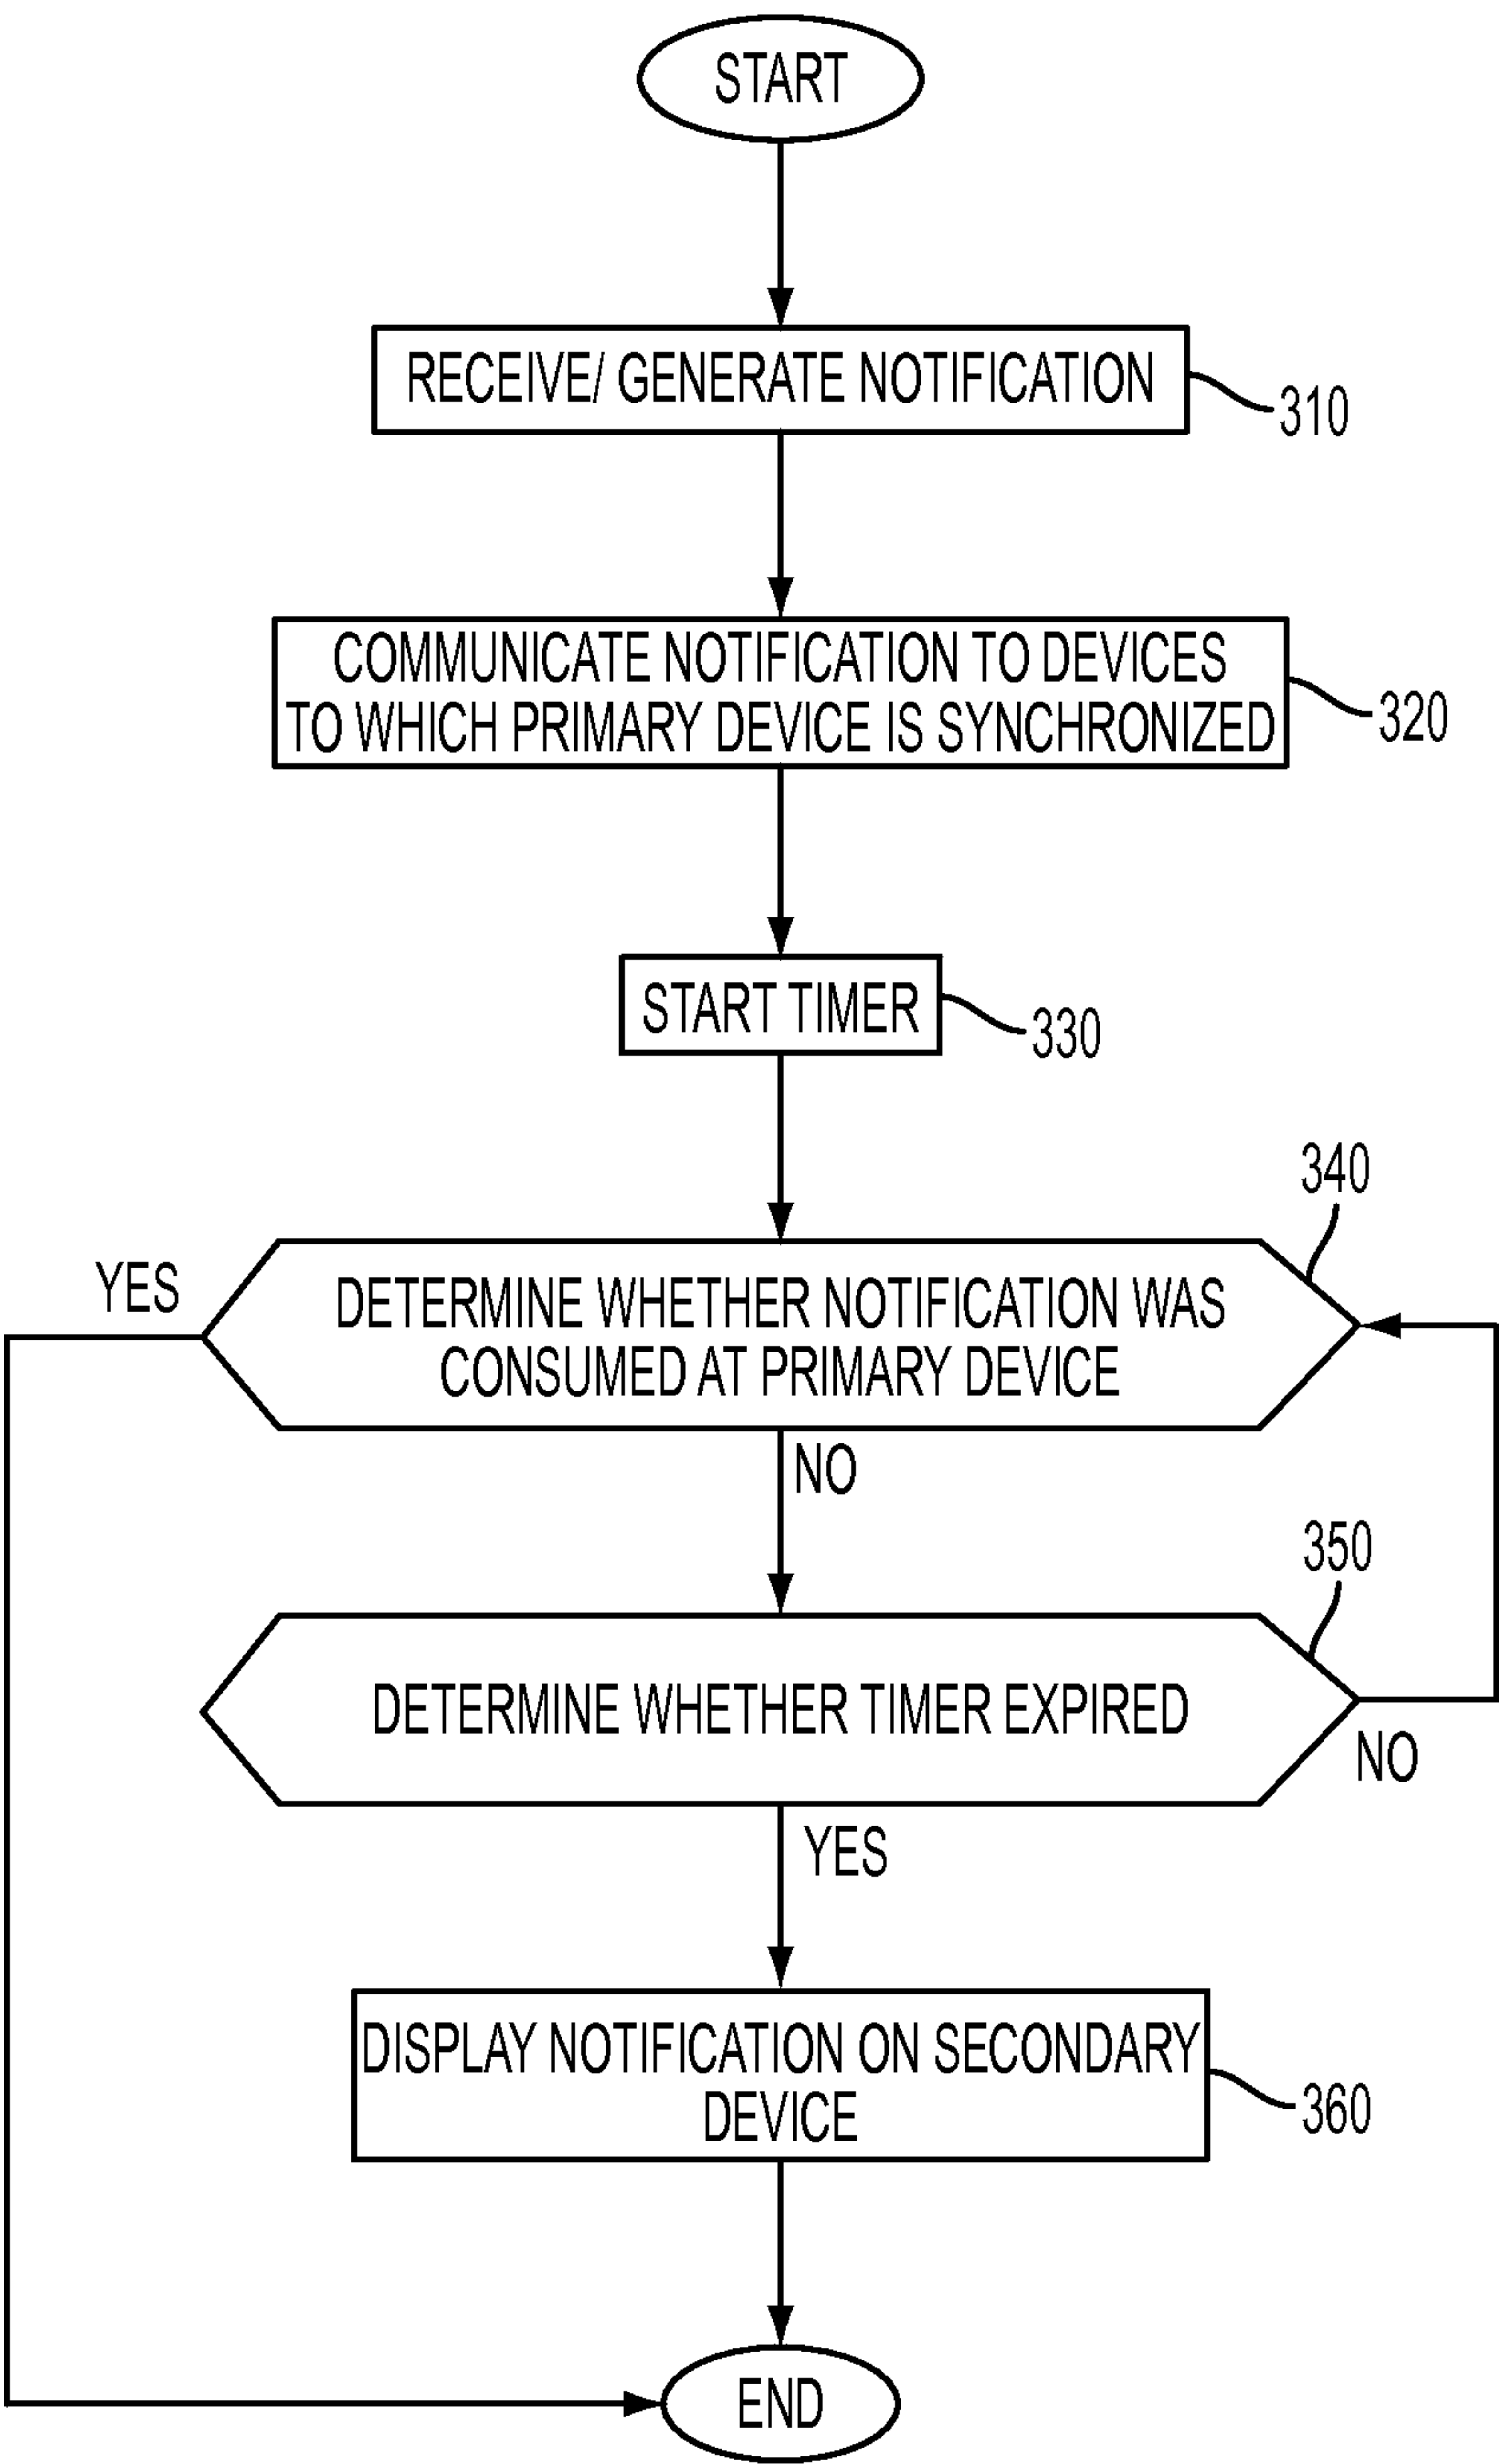 START
RECEIVE/ GENERATE NOTIFICATION
310
COMMUNICATE NOTIFICATION TO DEVICES
TO WHICH PRIMARY DEVICE IS SYNCHRONIZED
320
START TIMER
330
340
YES
DETERMINE WHETHER NOTIFICATION WAS
CONSUMED AT PRIMARY DEVICE
NO
350
DETERMINE WHETHER TIMER EXPIRED
NO
YES
DISPLAY NOTIFICATION ON SECONDARY
DEVICE
360
END